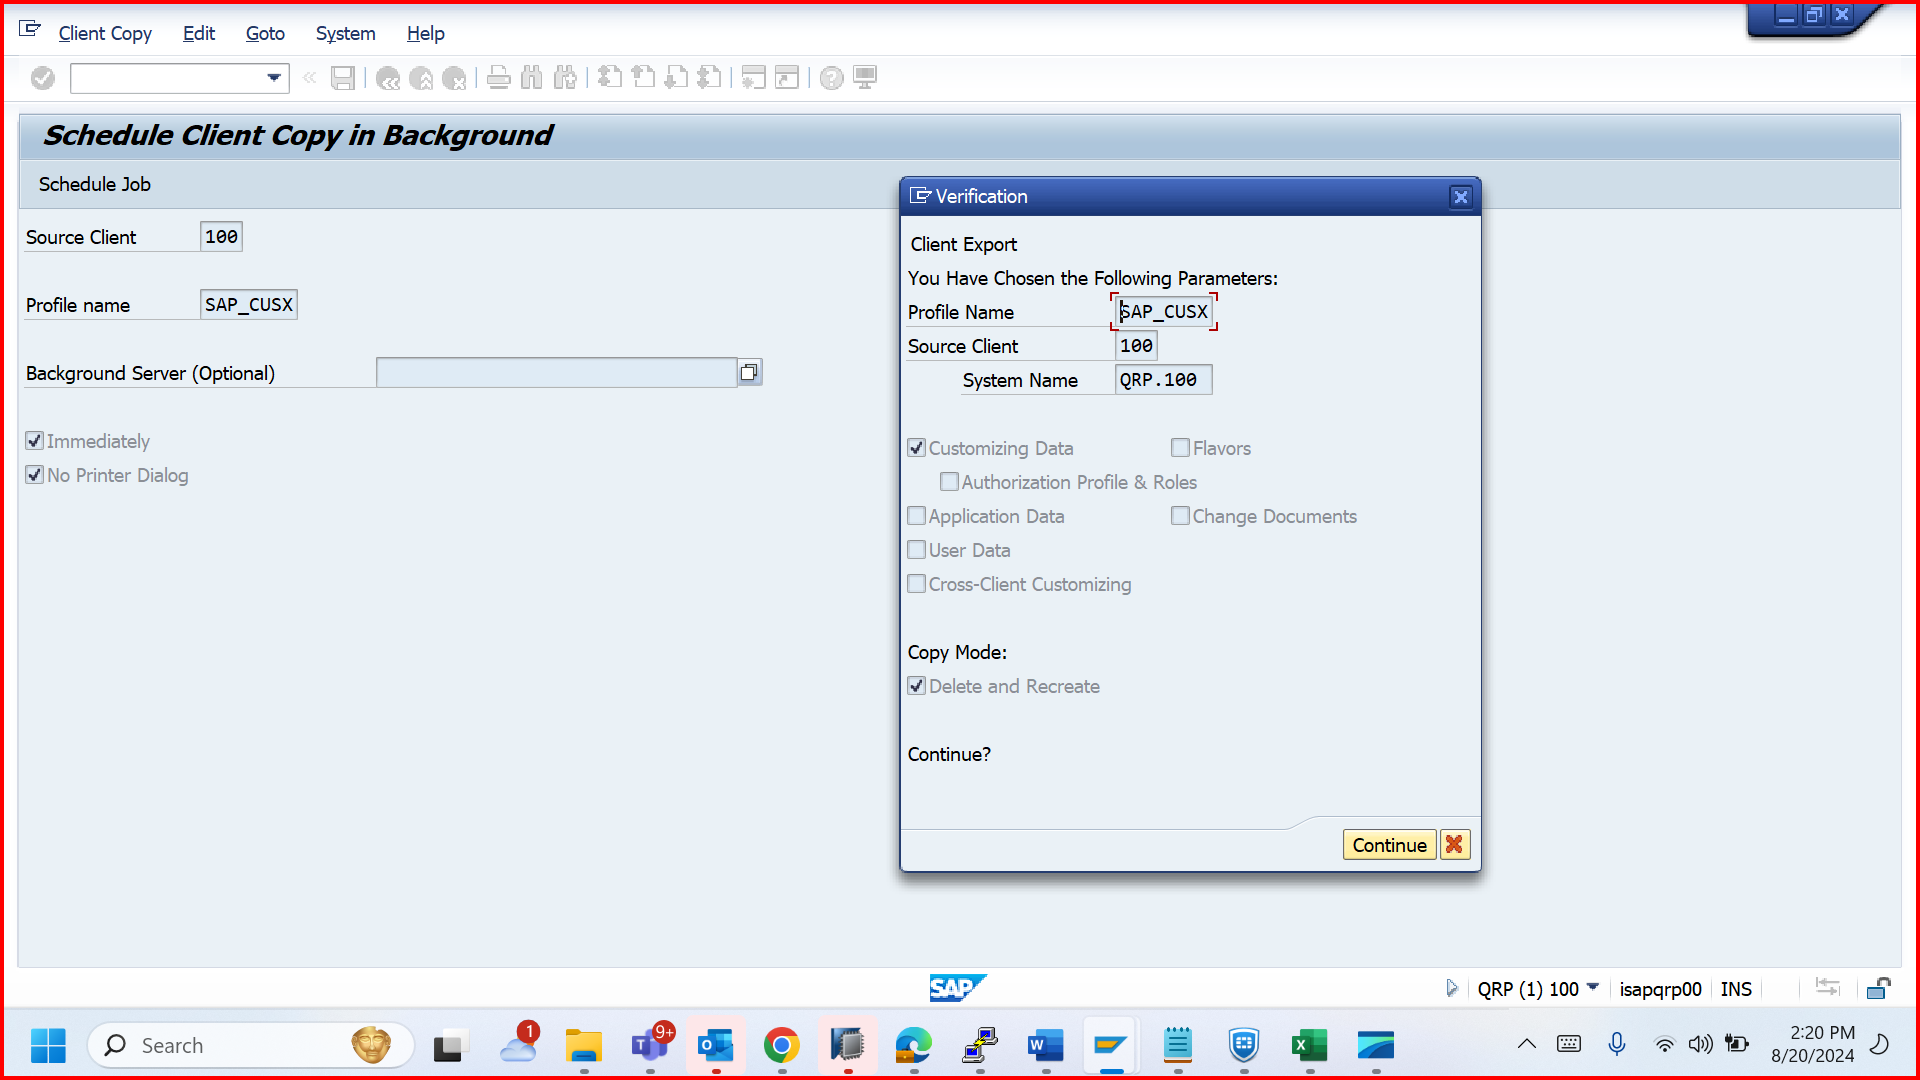 Client Copy Edit Goto System Help
Schedule Client Copy in Background
Schedule Job
Source Client 100
Profile name SAP_CUSX
Background Server (Optional)
Immediately
No Printer Dialog
Verification
Client Export
You Have Chosen the Following Parameters:
Profile Name SAP_CUSX
Source Client 100
System Name QRP.100
Customizing Data Flavors
Authorization Profile & Roles
Application Data Change Documents
User Data
Cross-Client Customizing
Copy Mode:
Delete and Recreate
Continue?
Continue
SAP
QRP (1) 100 isapqrp00 INS
Search
1
9+
T
O
W
X
2:20 PM
8/20/2024